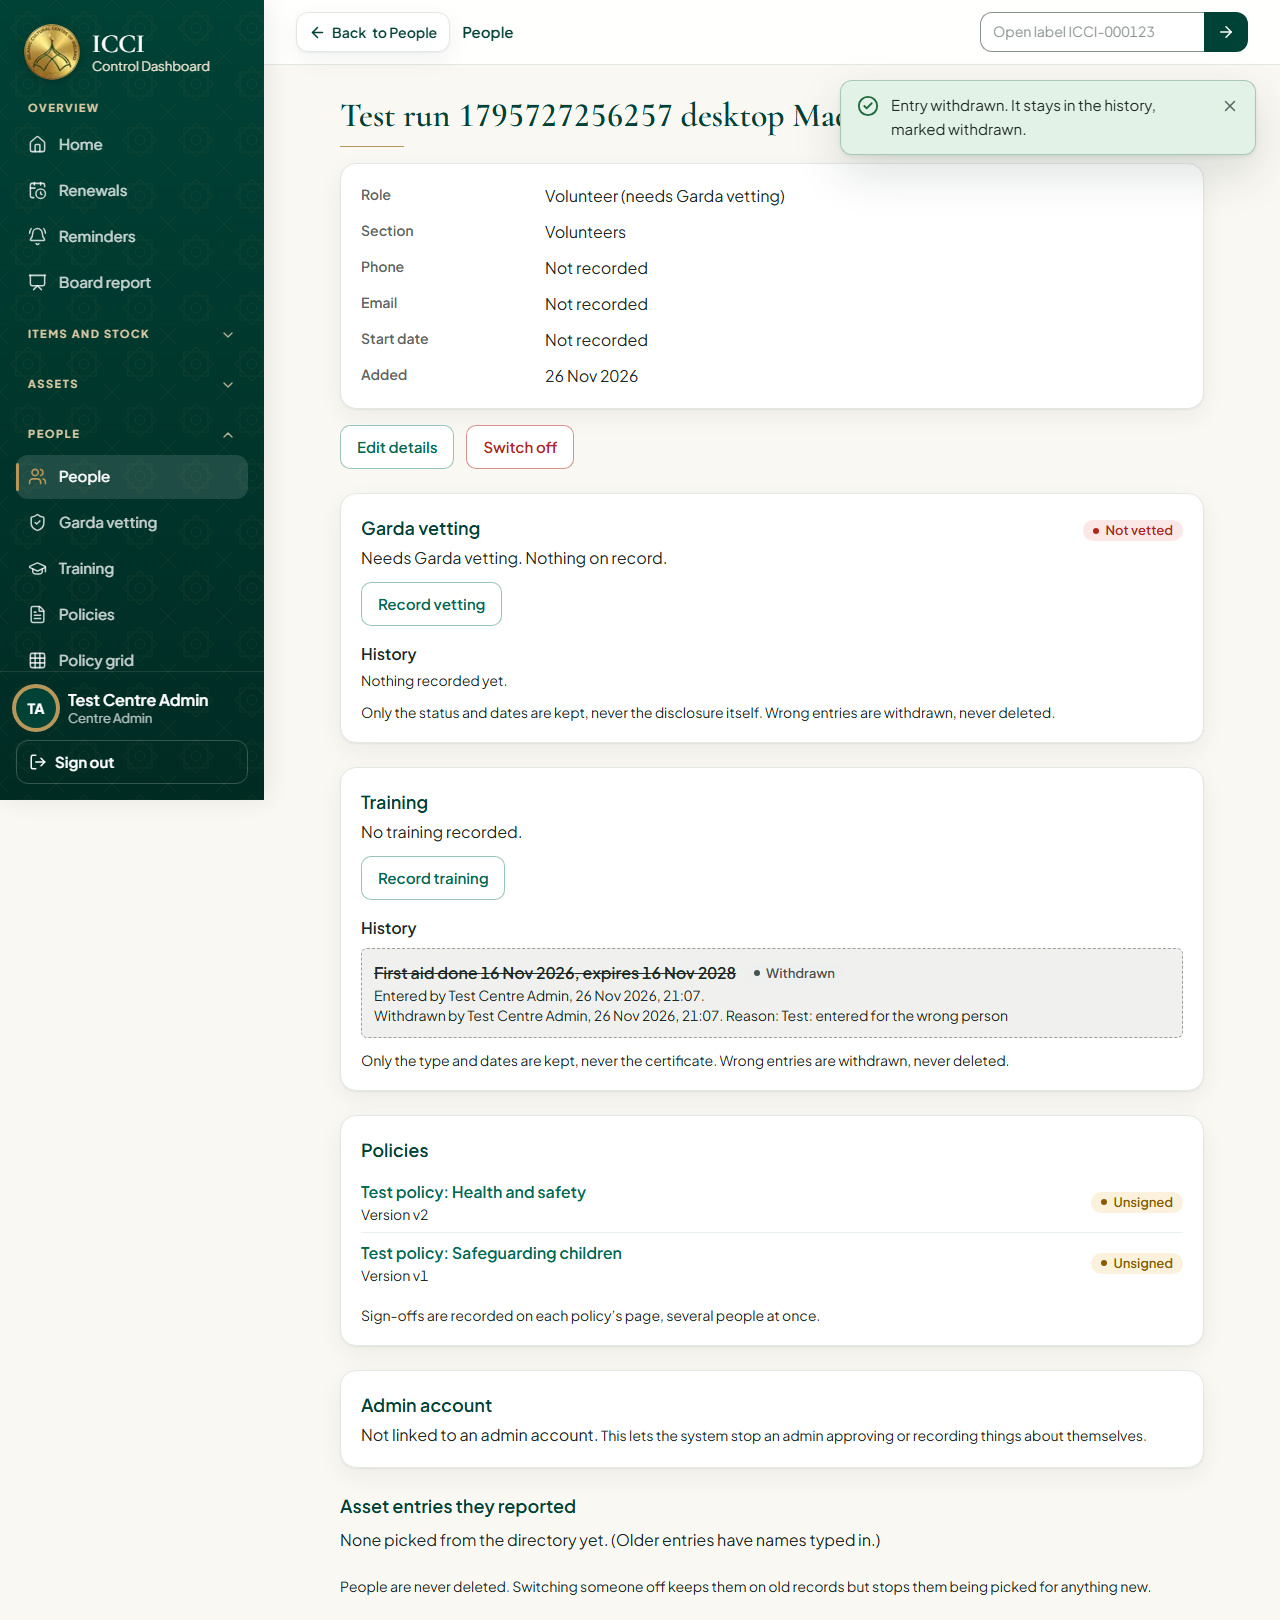 ICCI
Control Dashboard
OVERVIEW
Home
Renewals
Reminders
Board report
ITEMS AND STOCK
ASSETS
PEOPLE
People
Garda vetting
Training
Policies
Policy grid
TA
Test Centre Admin
Centre Admin
Sign out
Back to People
People
Open label ICCI-000123
Entry withdrawn. It stays in the history,
marked withdrawn.
Test run 1795727256257 desktop
Role Volunteer (needs Garda vetting)
Section Volunteers
Phone Not recorded
Email Not recorded
Start date Not recorded
Added 26 Nov 2026
Edit details Switch off
Garda vetting Not vetted
Needs Garda vetting. Nothing on record.
Record vetting
History
Nothing recorded yet.
Only the status and dates are kept, never the disclosure itself. Wrong entries are withdrawn, never deleted.
Training
No training recorded.
Record training
History
First aid done 16 Nov 2026, expires 16 Nov 2028 Withdrawn
Entered by Test Centre Admin, 26 Nov 2026, 21:07.
Withdrawn by Test Centre Admin, 26 Nov 2026, 21:07. Reason: Test: entered for the wrong person
Only the type and dates are kept, never the certificate. Wrong entries are withdrawn, never deleted.
Policies
Test policy: Health and safety
Version v2
Unsigned
Test policy: Safeguarding children
Version v1
Unsigned
Sign-offs are recorded on each policy's page, several people at once.
Admin account
Not linked to an admin account. This lets the system stop an admin approving or recording things about themselves.
Asset entries they reported
None picked from the directory yet. (Older entries have names typed in.)
People are never deleted. Switching someone off keeps them on old records but stops them being picked for anything new.